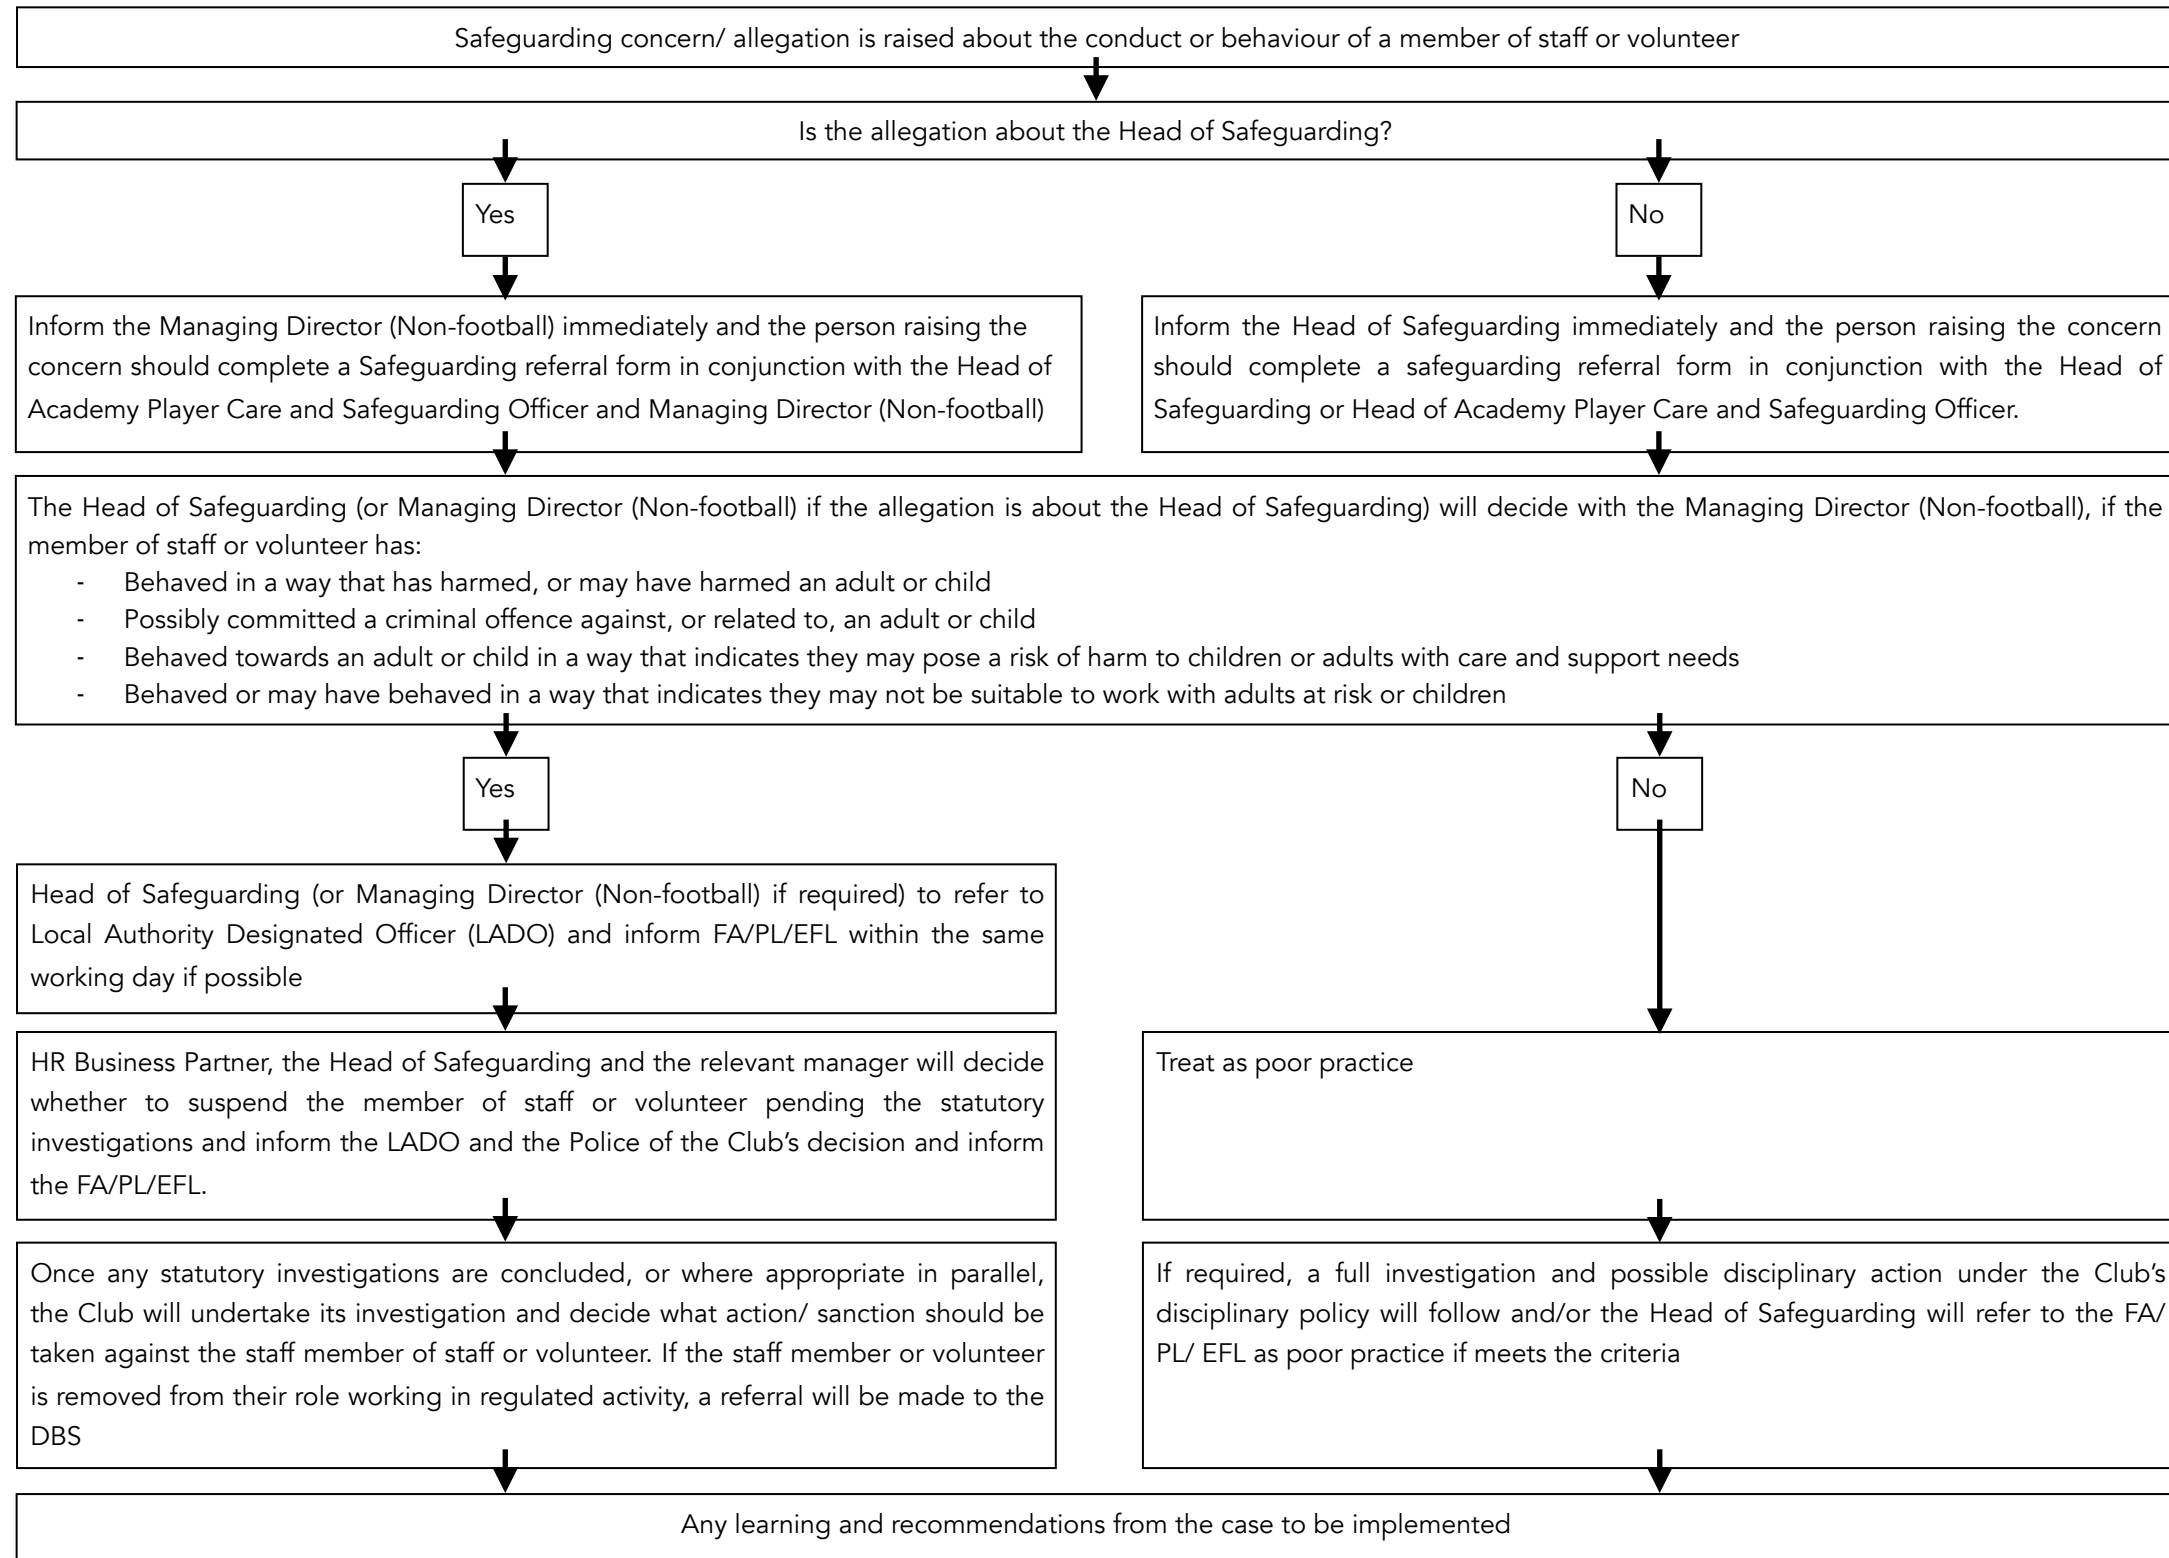 Safeguarding concern/ allegation is raised about the conduct or behaviour of a member of staff or volunteer
Is the allegation about the Head of Safeguarding?
Yes
No
Inform the Managing Director (Non-football) immediately and the person raising the
concern should complete a Safeguarding referral form in conjunction with the Head of
Academy Player Care and Safeguarding Officer and Managing Director (Non-football)
Inform the Head of Safeguarding immediately and the person raising the concern
should complete a safeguarding referral form in conjunction with the Head of
Safeguarding or Head of Academy Player Care and Safeguarding Officer.
The Head of Safeguarding (or Managing Director (Non-football) if the allegation is about the Head of Safeguarding) will decide with the Managing Director (Non-football), if the
member of staff or volunteer has:
- Behaved in a way that has harmed, or may have harmed an adult or child
- Possibly committed a criminal offence against, or related to, an adult or child
- Behaved towards an adult or child in a way that indicates they may pose a risk of harm to children or adults with care and support needs
- Behaved or may have behaved in a way that indicates they may not be suitable to work with adults at risk or children
Yes
No
Head of Safeguarding (or Managing Director (Non-football) if required) to refer to
Local Authority Designated Officer (LADO) and inform FA/PL/EFL within the same
working day if possible
HR Business Partner, the Head of Safeguarding and the relevant manager will decide
whether to suspend the member of staff or volunteer pending the statutory
investigations and inform the LADO and the Police of the Club's decision and inform
the FA/PL/EFL.
Treat as poor practice
Once any statutory investigations are concluded, or where appropriate in parallel,
the Club will undertake its investigation and decide what action/ sanction should be
taken against the staff member of staff or volunteer. If the staff member or volunteer
is removed from their role working in regulated activity, a referral will be made to the
DBS
If required, a full investigation and possible disciplinary action under the Club's
disciplinary policy will follow and/or the Head of Safeguarding will refer to the FA/
PL/ EFL as poor practice if meets the criteria
Any learning and recommendations from the case to be implemented